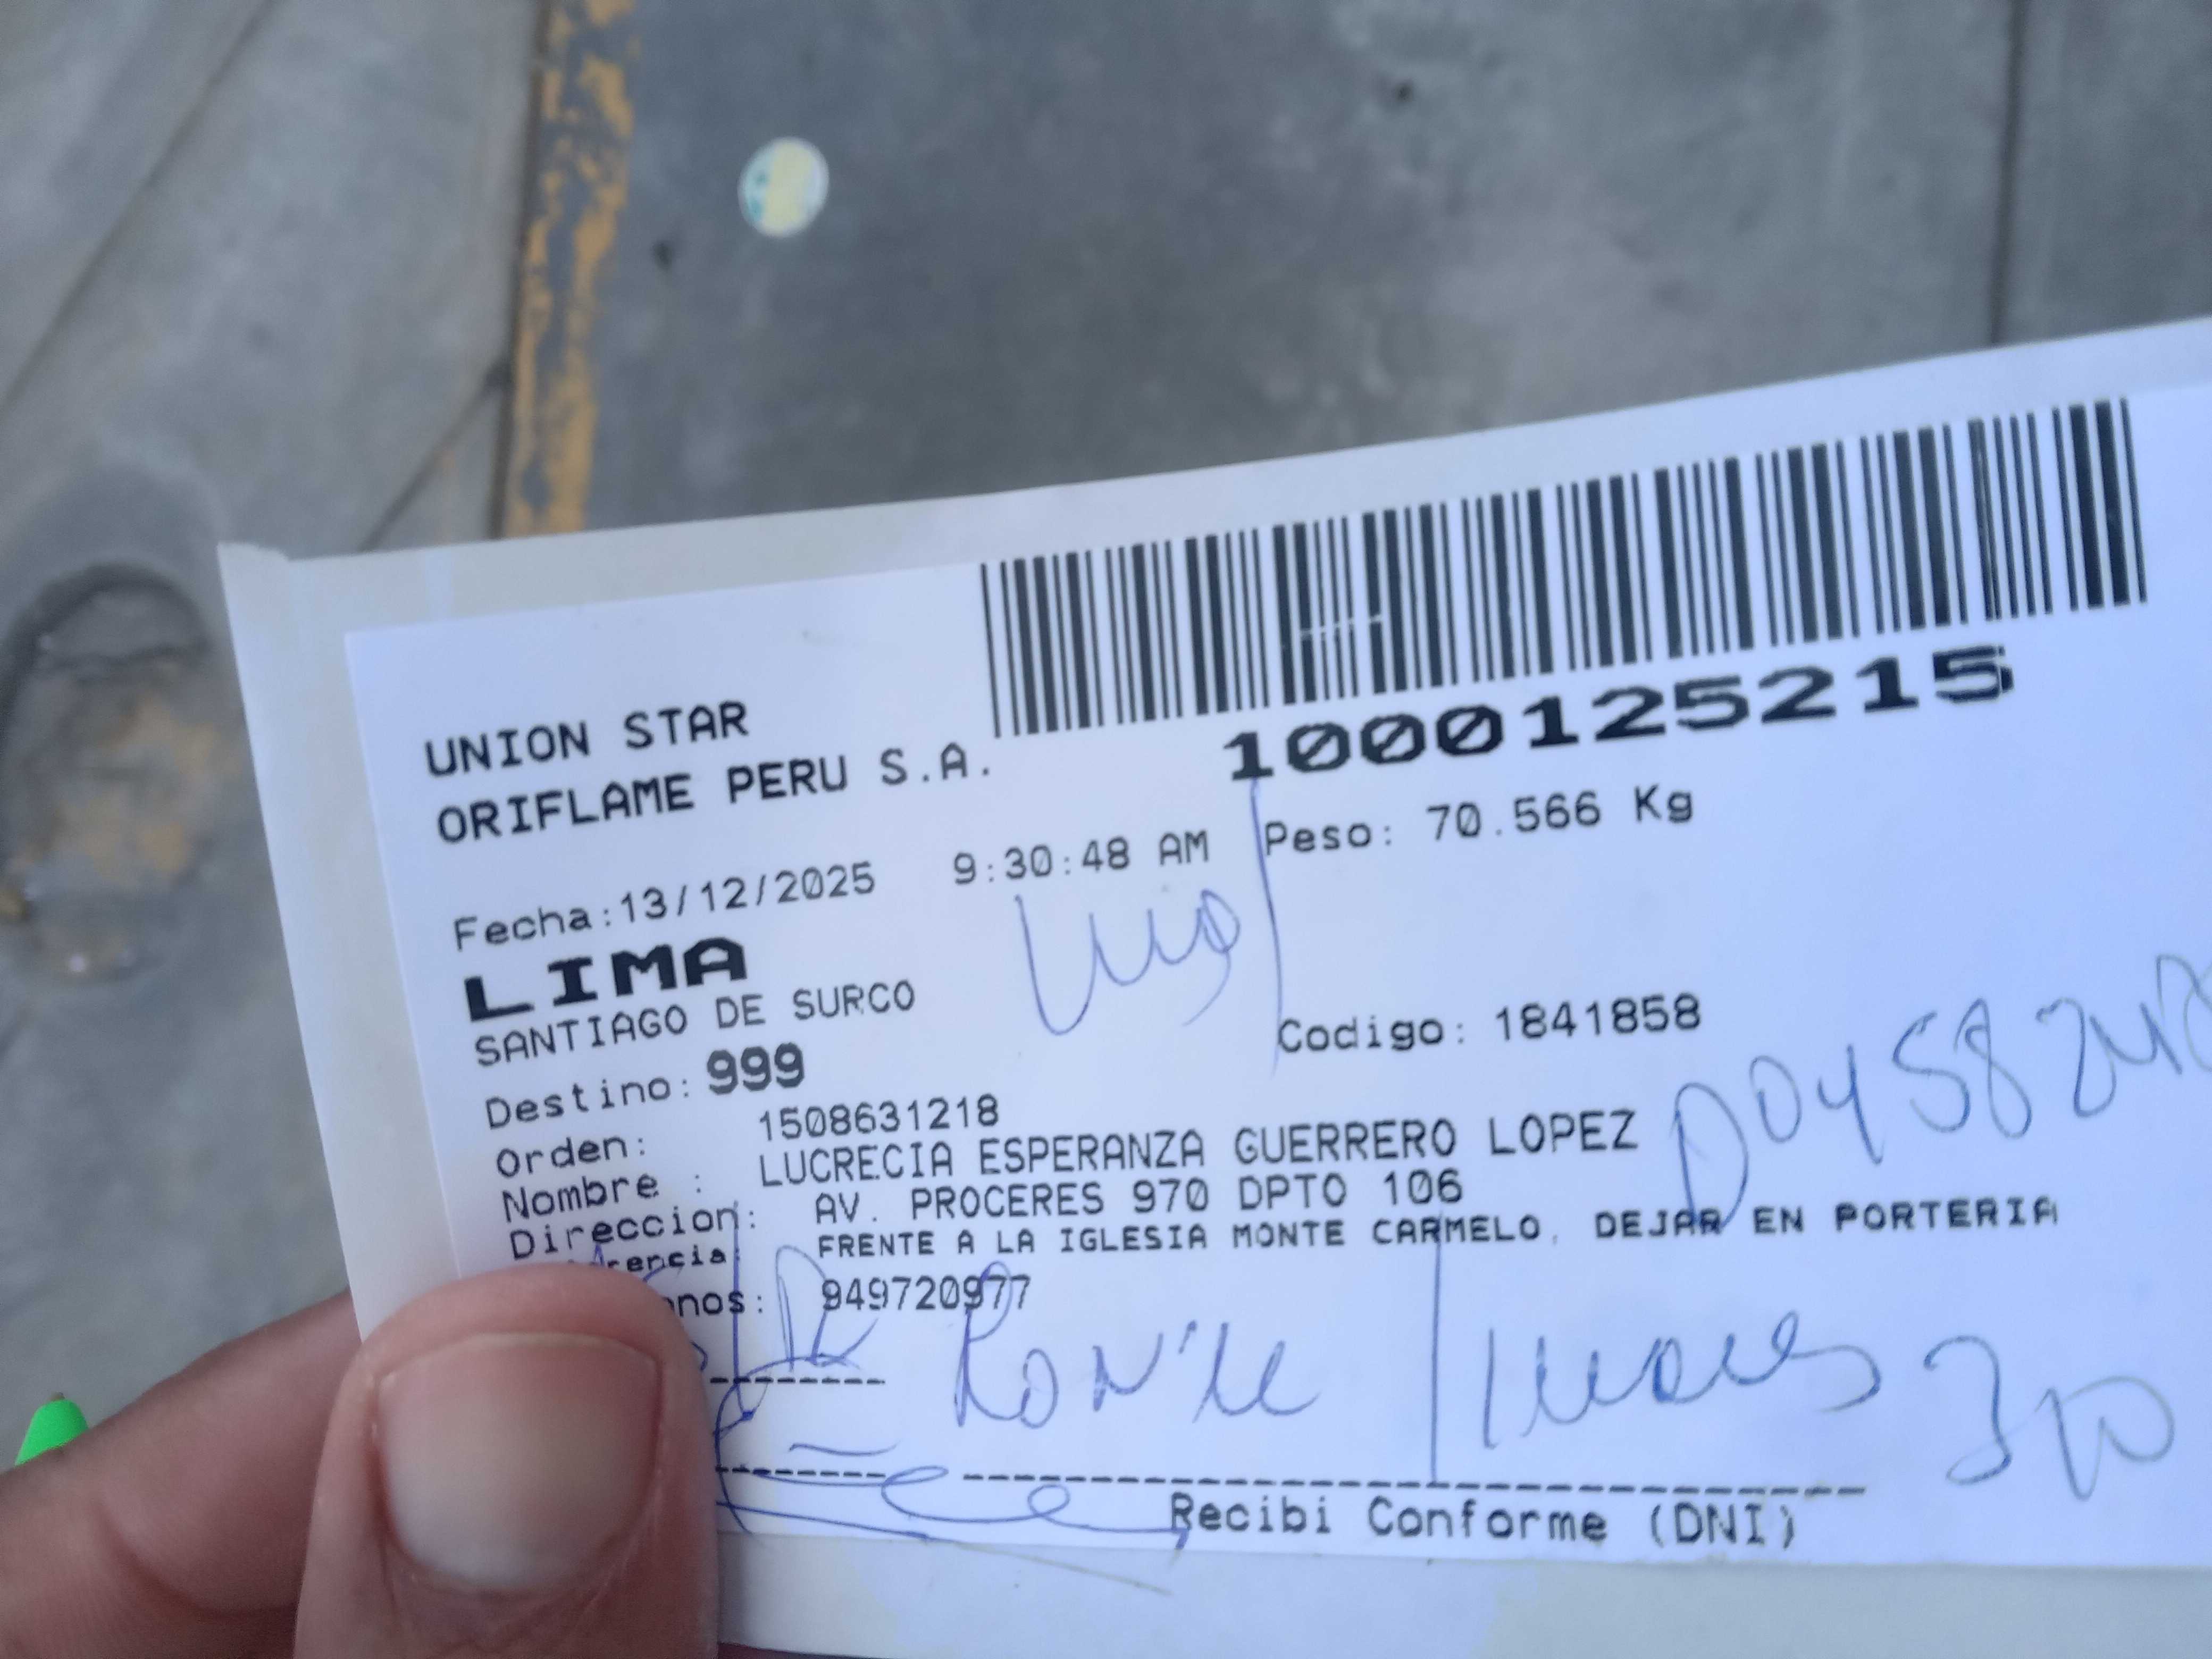 UNION STAR
ORIFLAME PERU S.A.
1000125215
Fecha:13/12/2025 9:30:48 AM Peso: 70.566 Kg
LIMA
SANTIAGO DE SURCO
Destino: 999 Codigo: 1841858
Orden: 1508631218
Nombre : LUCRECIA ESPERANZA GUERRERO LOPEZ
Direccion: AV. PROCERES 970 DPTO 106
FRENTE A LA IGLESIA MONTE CARMELO, DEJAR EN PORTERIA
949720977
Recibi Conforme (DNI)